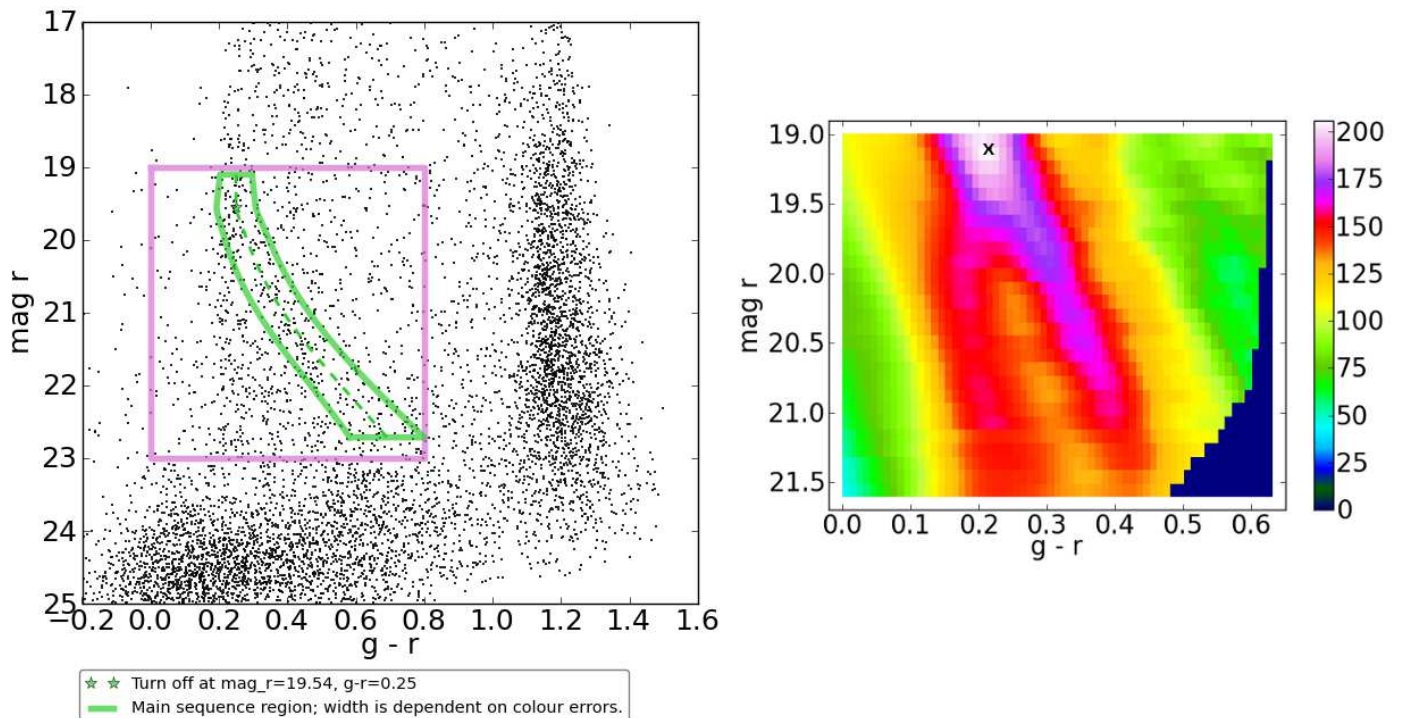 17
18
19
20
21
22
23
24
25
mag r
−0.2 0.0 0.2 0.4 0.6 0.8 1.0 1.2 1.4 1.6
g - r
Turn off at mag_r=19.54, g-r=0.25
Main sequence region; width is dependent on colour errors.
19.0
19.5
20.0
20.5
21.0
21.5
mag r
x
0.0 0.1 0.2 0.3 0.4 0.5 0.6
g - r
200
175
150
125
100
75
50
25
0